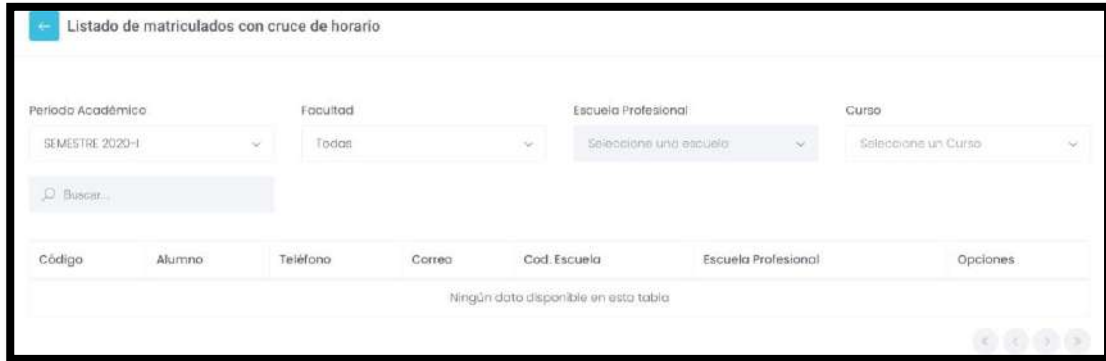 Listado de matriculados con cruce de horario
Periodo Académico Facultad Escuela Profesional Curso
SEMESTRE 2020-I Todas Seleccione una escuela Seleccione un Curso
Buscar...
Código Alumno Teléfono Correo Cod. Escuela Escuela Profesional Opciones
Ningún dato disponible en esta tabla